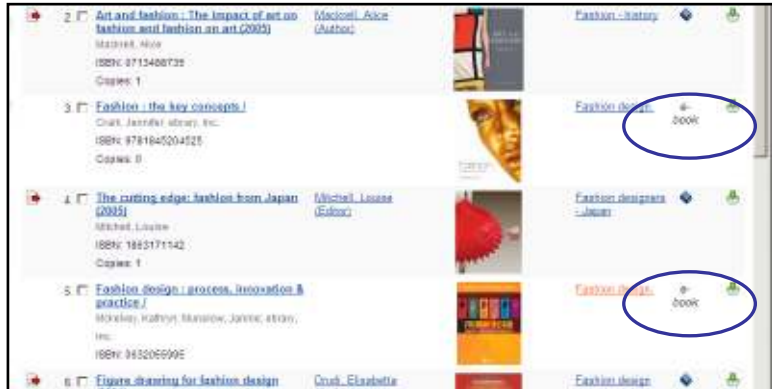 2 Art and fashion : The impact of art on
fashion and fashion on art (2005)
Mackrell, Alice
ISBN: 0713488735
Copies: 1
Mackrell, Alice
(Author)
Fashion - history
3 Fashion : the key concepts /
Craik, Jennifer ebrary, Inc.
ISBN: 9781845204525
Copies: 0
Fashion design.
e-
book
4 The cutting edge: fashion from Japan
(2005)
Mitchell, Louise
ISBN: 1863171142
Copies: 1
Mitchell, Louise
(Editor)
Fashion designers
- Japan
5 Fashion design : process, innovation &
practice /
McKelvey, Kathryn Munslow, Janine, ebrary,
Inc.
ISBN: 0632055995
Fashion design.
e-
book
6 Figure drawing for fashion design
Drudi, Elisabetta
Fashion design